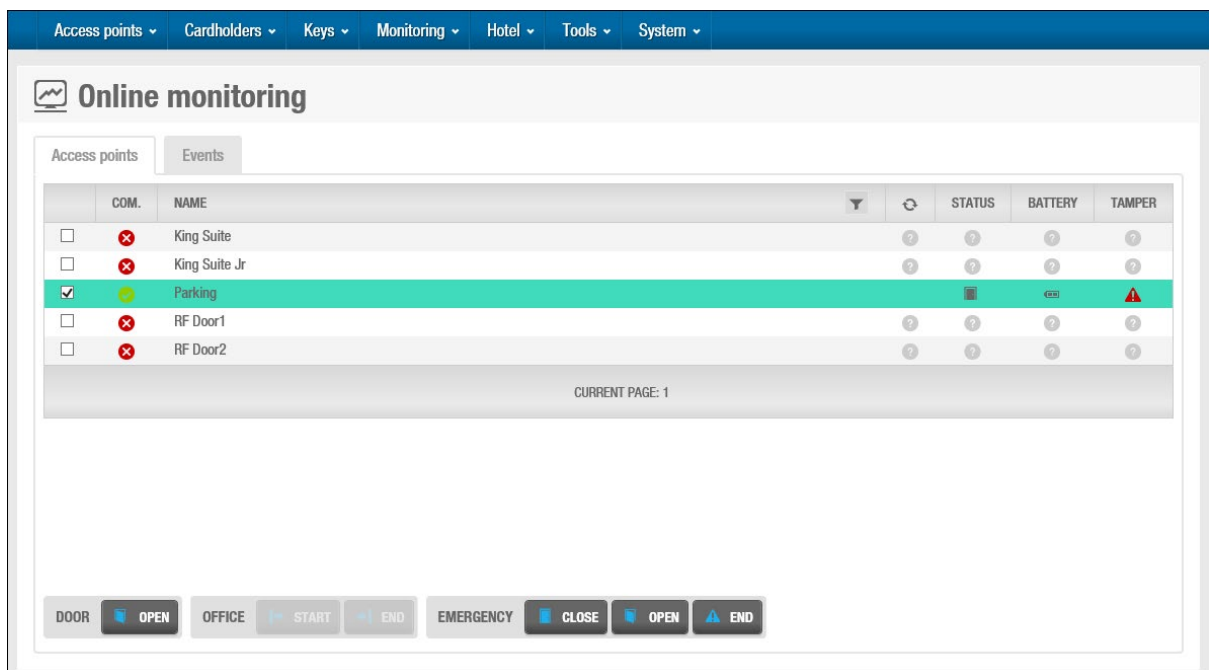 Access points Cardholders Keys Monitoring Hotel Tools System
Online monitoring
Access points Events
COM. NAME STATUS BATTERY TAMPER
King Suite ? ? ? ?
King Suite Jr ? ? ? ?
Parking
RF Door1 ? ? ? ?
RF Door2 ? ? ? ?
CURRENT PAGE: 1
DOOR OPEN OFFICE START END EMERGENCY CLOSE OPEN END